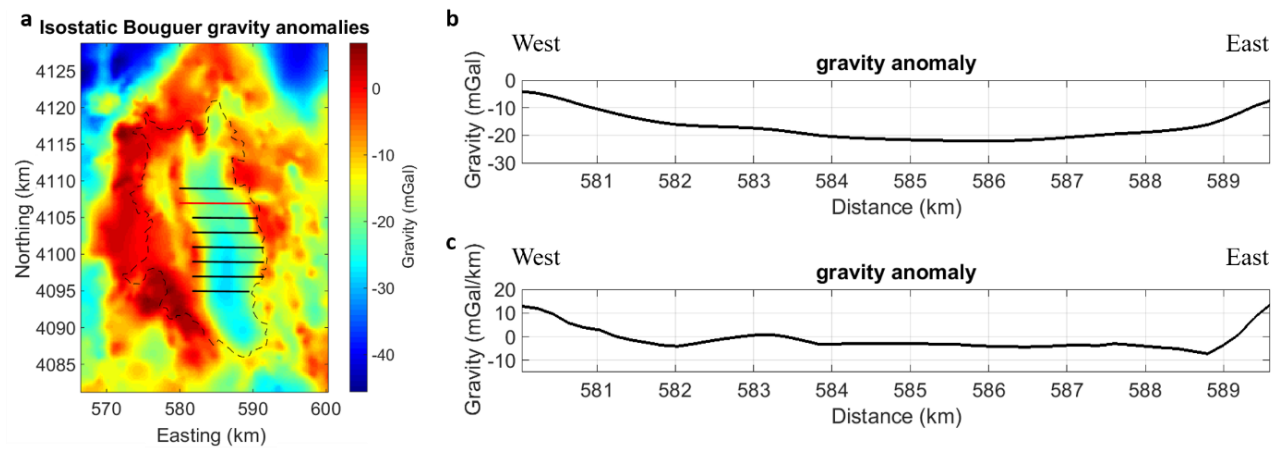 a Isostatic Bouguer gravity anomalies
4125
4120
4115
4110
4105
4100
4095
4090
4085
Northing (km)
570 580 590 600
Easting (km)
0
-10
-20
-30
-40
Gravity (mGal)
b
West East
gravity anomaly
0
-10
-20
-30
Gravity (mGal)
581 582 583 584 585 586 587 588 589
Distance (km)
c
West East
gravity anomaly
20
10
0
-10
Gravity (mGal/km)
581 582 583 584 585 586 587 588 589
Distance (km)